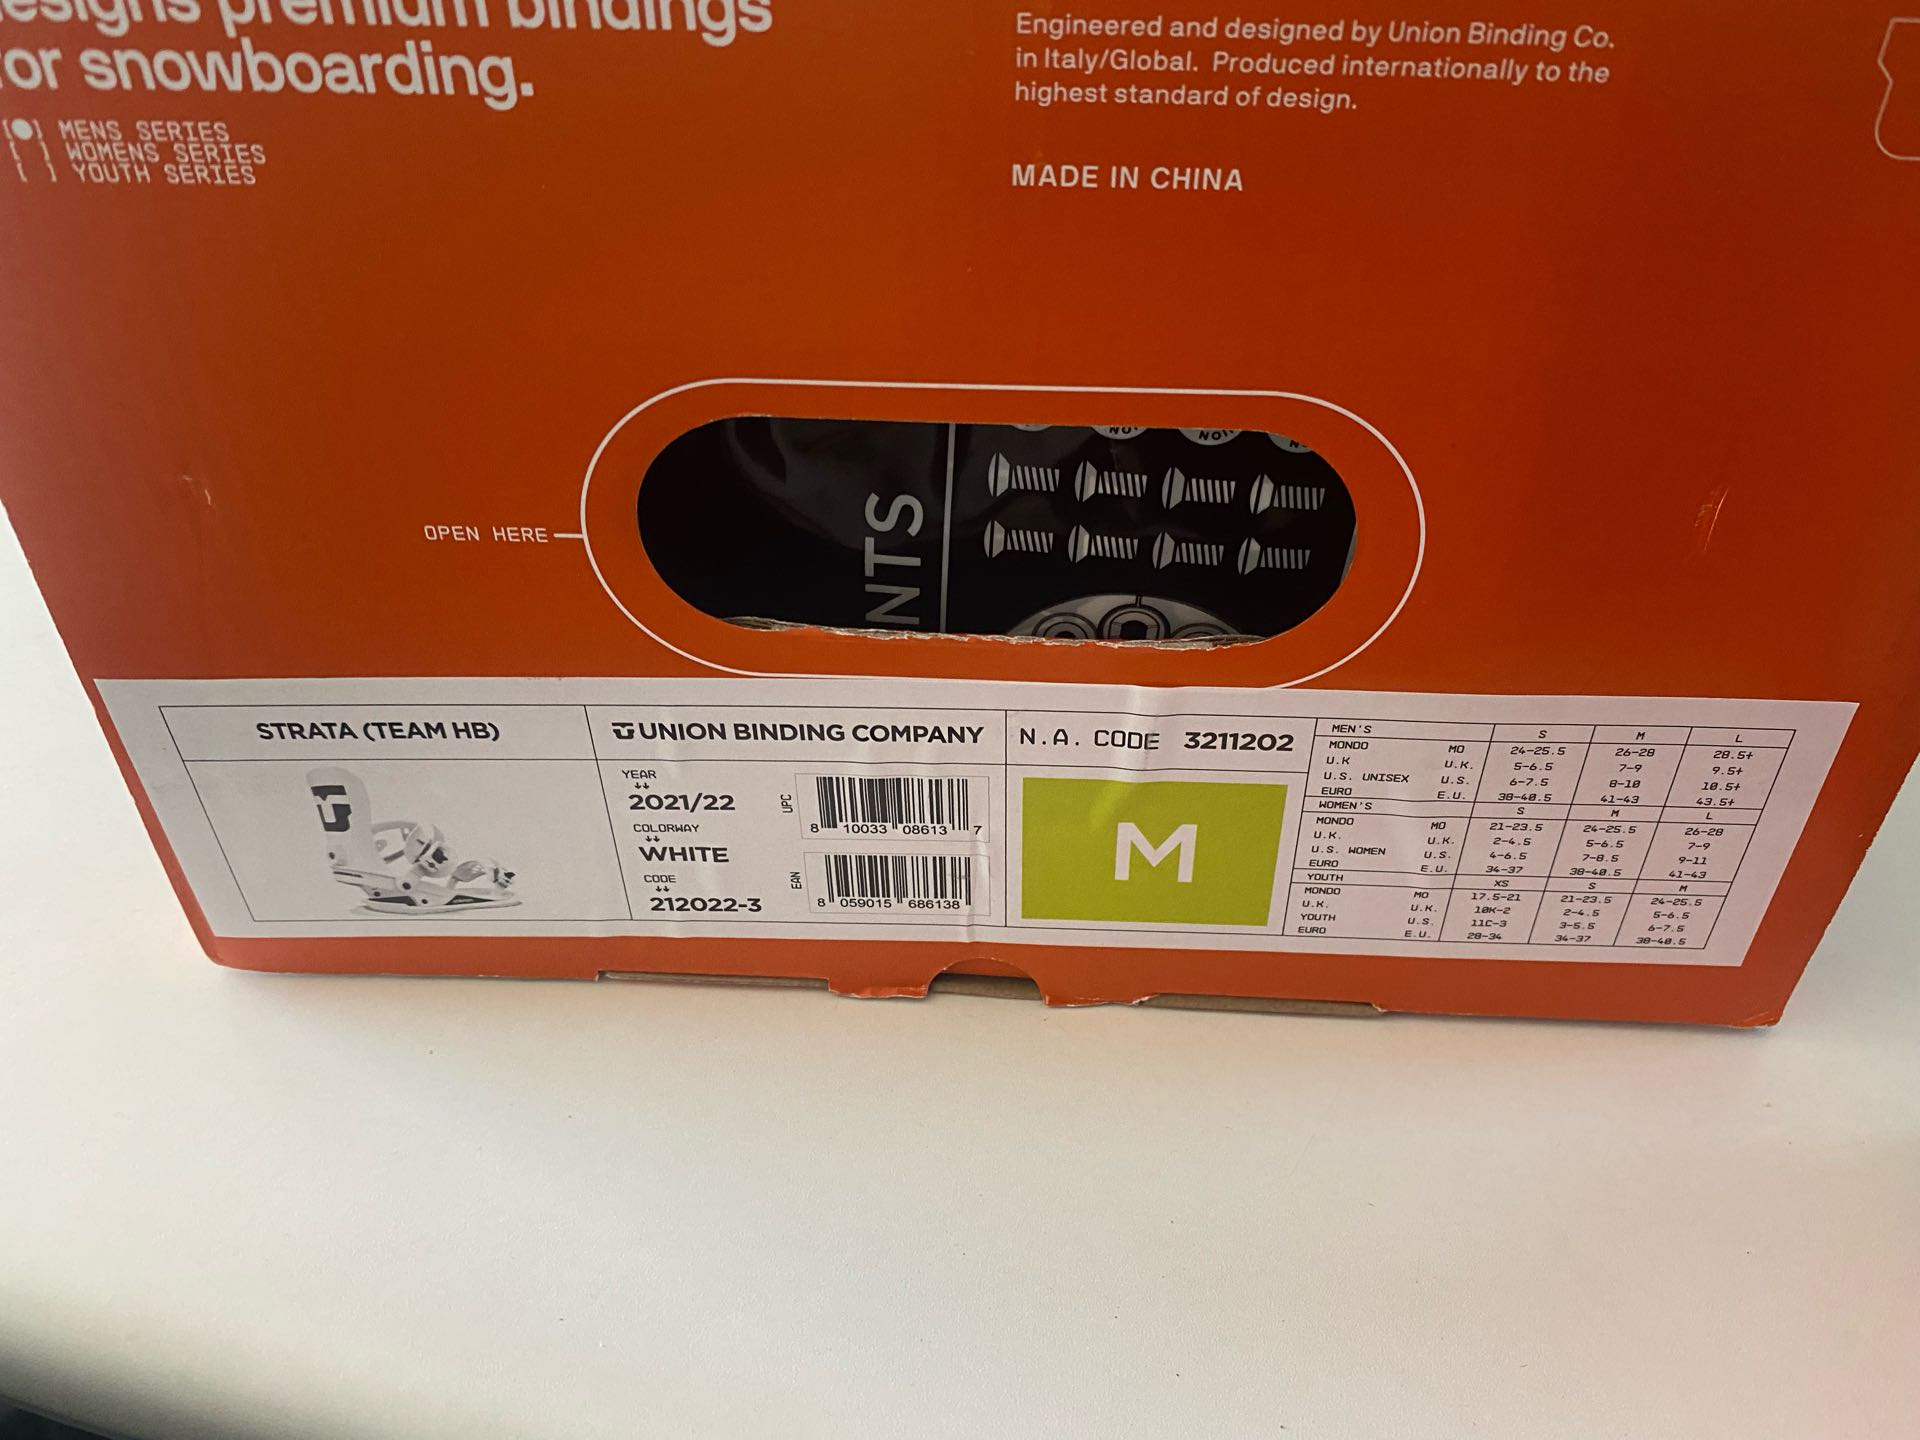 designs premium bindings
for snowboarding.
[●] MENS SERIES
[ ] WOMENS SERIES
[ ] YOUTH SERIES
Engineered and designed by Union Binding Co.
in Italy/Global. Produced internationally to the
highest standard of design.
MADE IN CHINA
OPEN HERE
NTS
STRATA (TEAM HB)
UNION BINDING COMPANY
YEAR
↓↓
2021/22
COLORWAY
↓↓
WHITE
CODE
↓↓
212022-3
UPC
8 10033 08613 7
EAN
8 059015 686138
N.A. CODE 3211202
M
MEN'S S M L
MONDO MO 24-25.5 26-28 28.5+
U.K U.K. 5-6.5 7-9 9.5+
U.S. UNISEX U.S. 6-7.5 8-10 10.5+
EURO E.U. 38-40.5 41-43 43.5+
WOMEN'S S M L
MONDO MO 21-23.5 24-25.5 26-28
U.K. U.K. 2-4.5 5-6.5 7-9
U.S. WOMEN U.S. 4-6.5 7-8.5 9-11
EURO E.U. 34-37 38-40.5 41-43
YOUTH XS S M
MONDO MO 17.5-21 21-23.5 24-25.5
U.K. U.K. 10K-2 2-4.5 5-6.5
YOUTH U.S. 11C-3 3-5.5 6-7.5
EURO E.U. 28-34 34-37 38-40.5